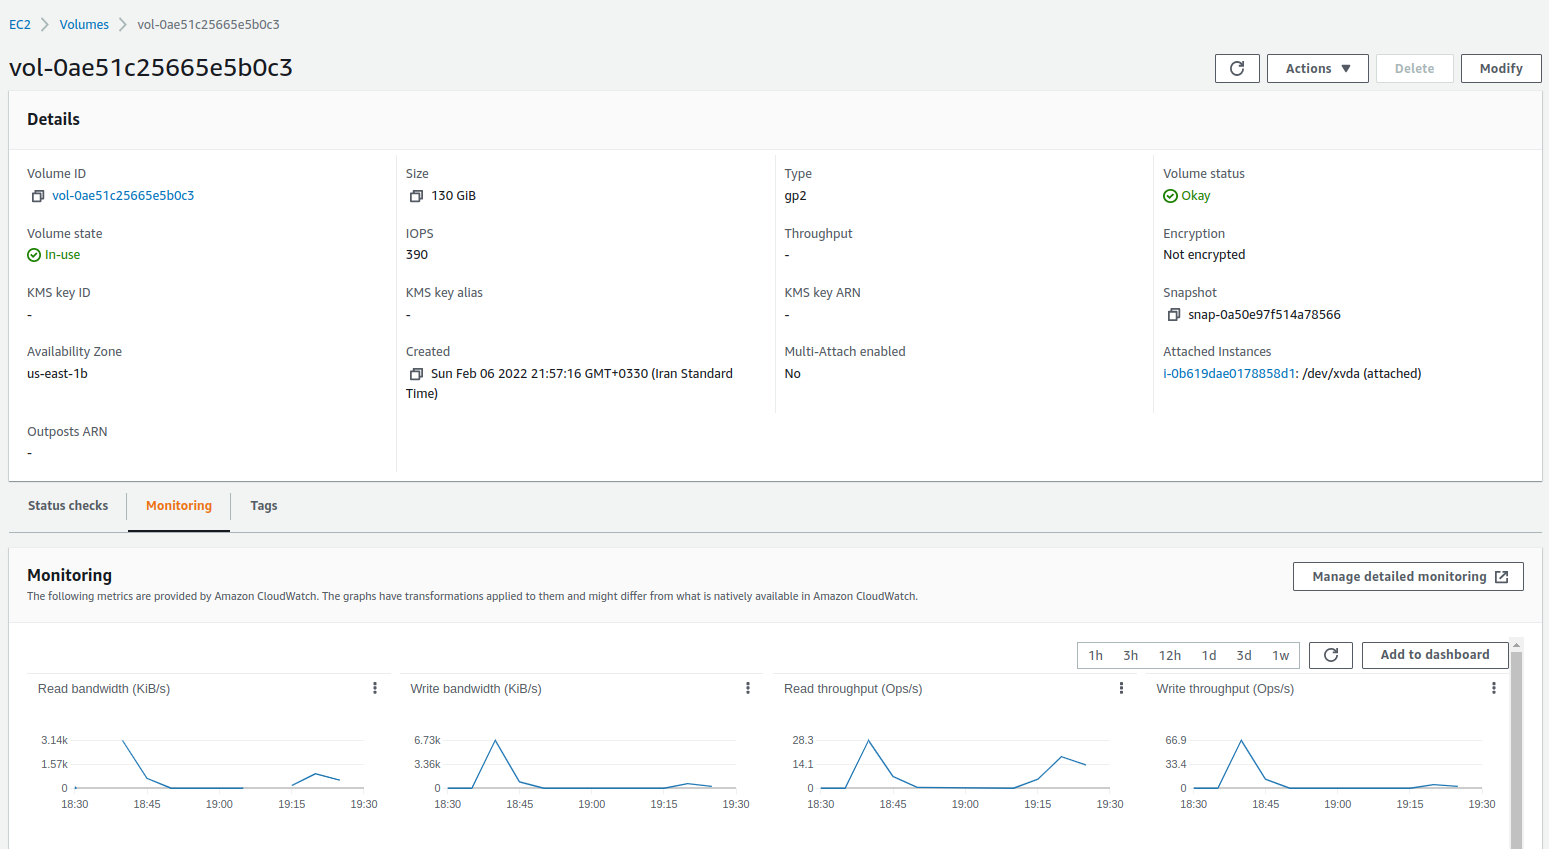 EC2 Volumes vol-0ae51c25665e5b0c3
vol-0ae51c25665e5b0c3
Actions ▼ Delete Modify
Details
Volume ID
vol-0ae51c25665e5b0c3
Size
130 GiB
Type
gp2
Volume status
Okay
Volume state
In-use
IOPS
390
Throughput
-
Encryption
Not encrypted
KMS key ID
-
KMS key alias
-
KMS key ARN
-
Snapshot
snap-0a50e97f514a78566
Availability Zone
us-east-1b
Created
Sun Feb 06 2022 21:57:16 GMT+0330 (Iran Standard
Time)
Multi-Attach enabled
No
Attached Instances
i-0b619dae0178858d1: /dev/xvda (attached)
Outposts ARN
-
Status checks Monitoring Tags
Monitoring
The following metrics are provided by Amazon CloudWatch. The graphs have transformations applied to them and might differ from what is natively available in Amazon CloudWatch.
Manage detailed monitoring
1h 3h 12h 1d 3d 1w
Add to dashboard
Read bandwidth (KiB/s)
3.14k
1.57k
0
18:30 18:45 19:00 19:15 19:30
Write bandwidth (KiB/s)
6.73k
3.36k
0
18:30 18:45 19:00 19:15 19:30
Read throughput (Ops/s)
28.3
14.1
0
18:30 18:45 19:00 19:15 19:30
Write throughput (Ops/s)
66.9
33.4
0
18:30 18:45 19:00 19:15 19:30